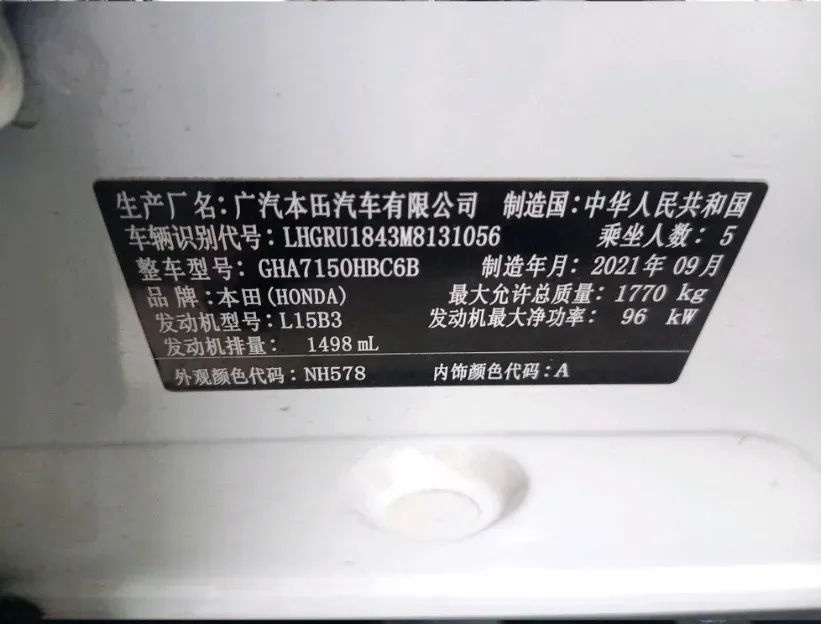 生产厂名：广汽本田汽车有限公司 制造国：中华人民共和国
车辆识别代号：LHGRU1843M8131056 乘坐人数：5
整车型号：GHA7150HBC6B 制造年月：2021年09月
品牌：本田(HONDA) 最大允许总质量：1770 kg
发动机型号：L15B3 发动机最大净功率：96 kW
发动机排量：1498 mL
外观颜色代码：NH578 内饰颜色代码：A